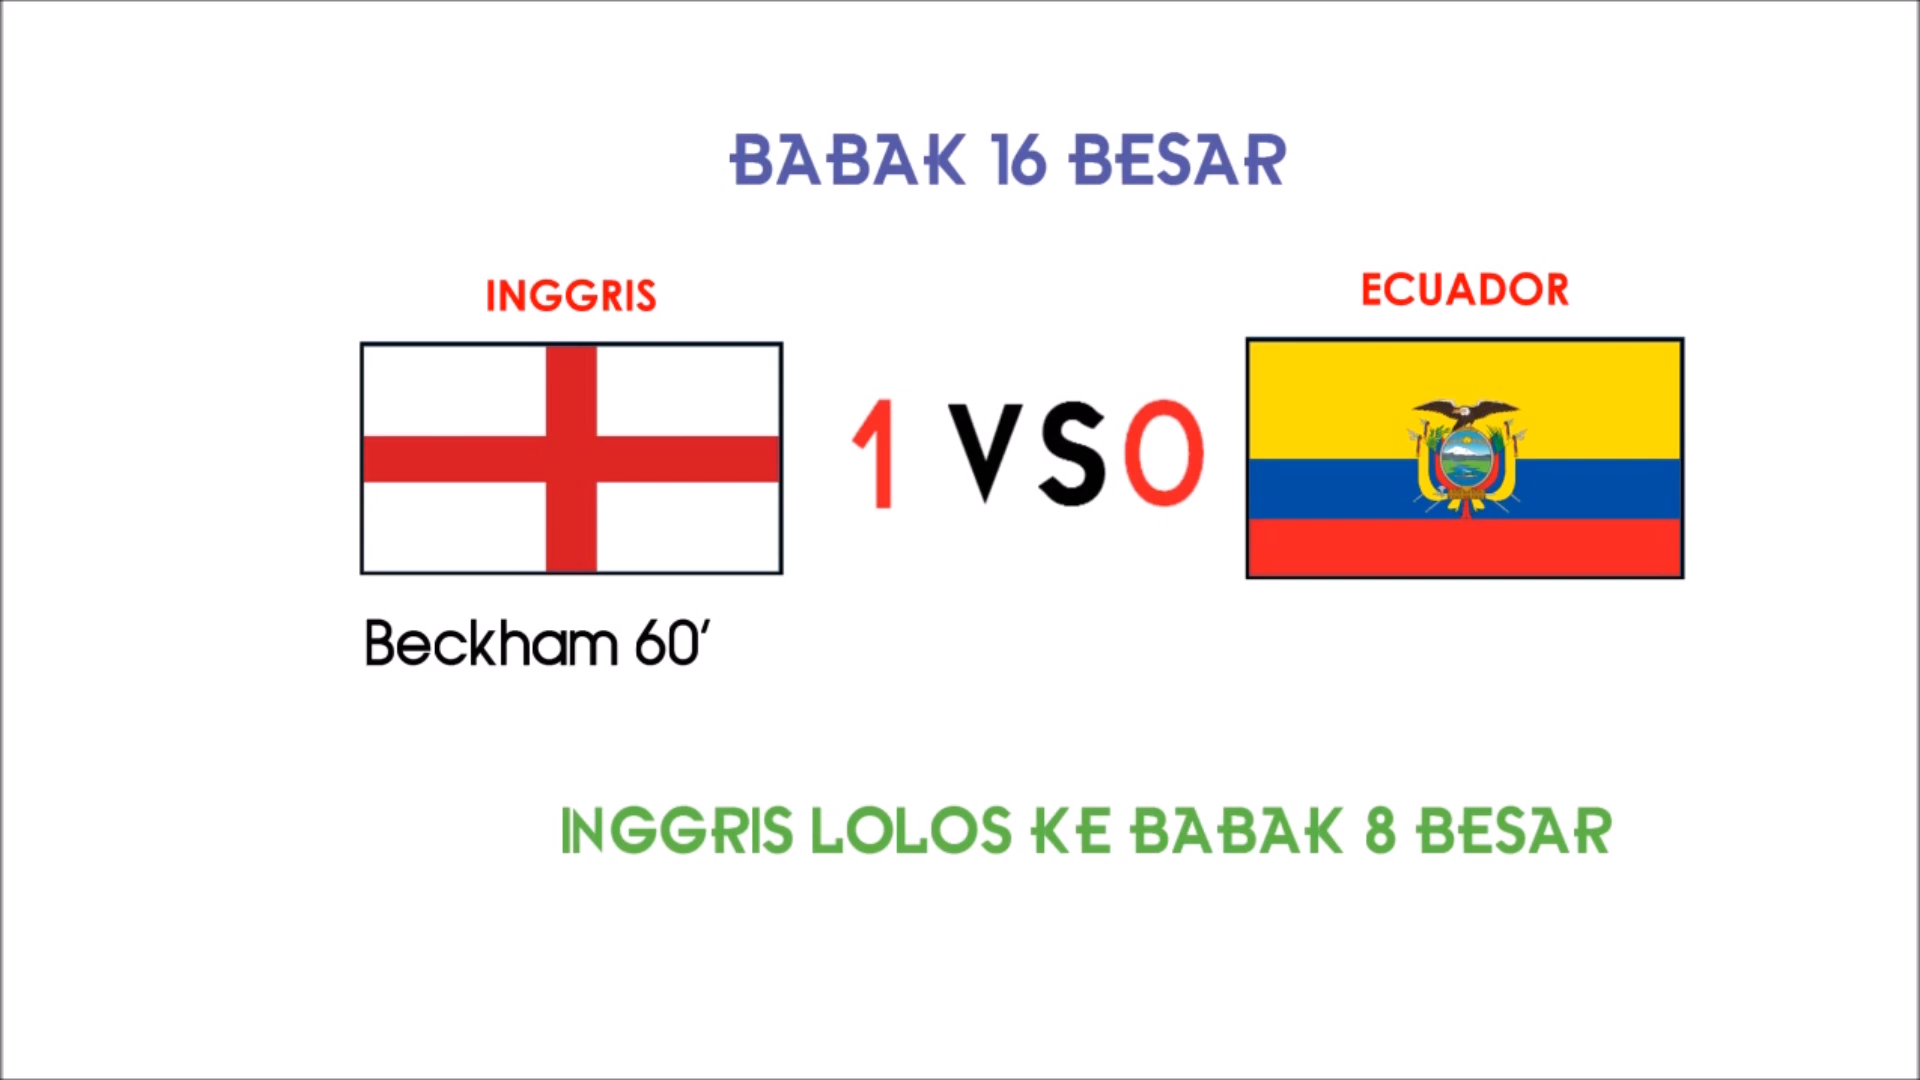 BABAK 16 BESAR
INGGRIS
ECUADOR
1 VS 0
Beckham 60'
INGGRIS LOLOS KE BABAK 8 BESAR